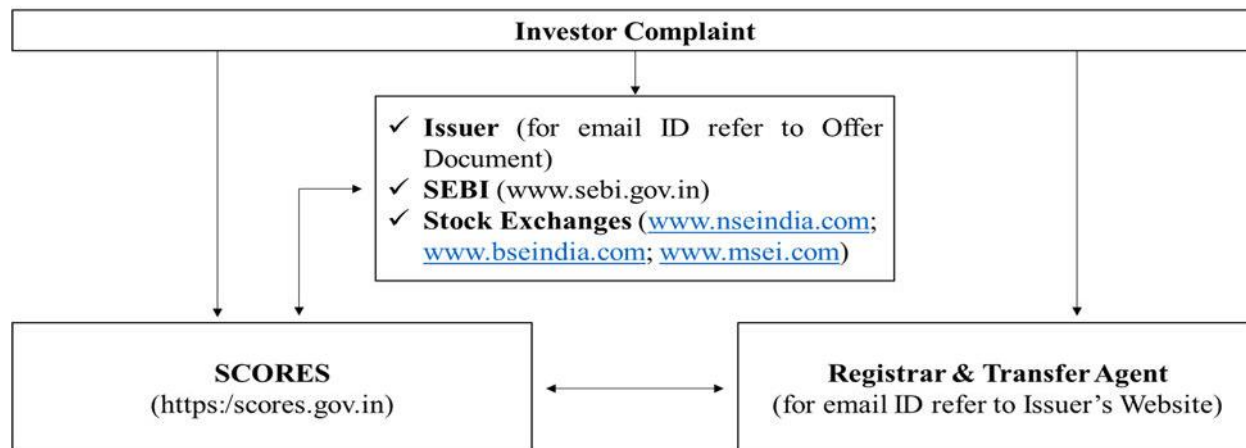 Investor Complaint
✓ Issuer (for email ID refer to Offer
Document)
✓ SEBI (www.sebi.gov.in)
✓ Stock Exchanges (www.nseindia.com;
www.bseindia.com; www.msei.com)
SCORES
(https:/scores.gov.in)
Registrar & Transfer Agent
(for email ID refer to Issuer’s Website)